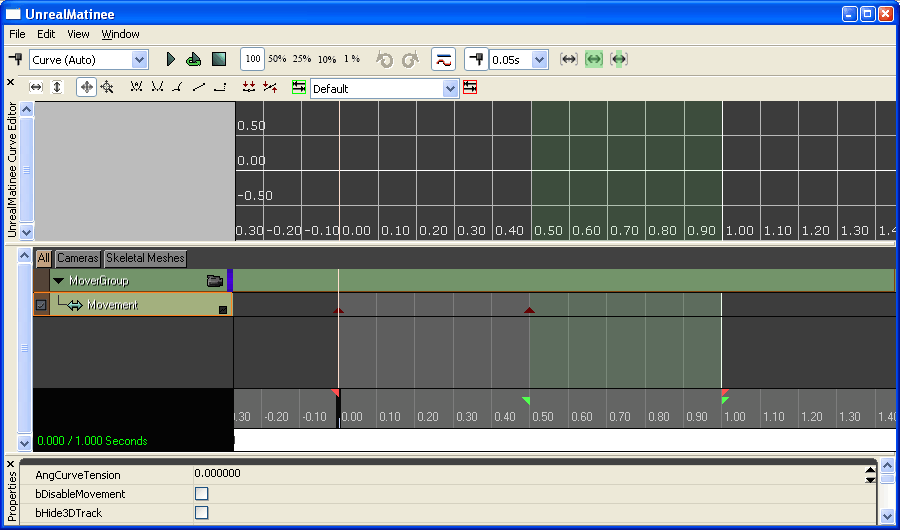 UnrealMatinee
File Edit View Window
Curve (Auto) 100 50% 25% 10% 1 % 0.05s
Default
UnrealMatinee Curve Editor
0.50
0.00
-0.50
0.30 -0.20 -0.10 0.00 0.10 0.20 0.30 0.40 0.50 0.60 0.70 0.80 0.90 1.00 1.10 1.20 1.30 1.4
All Cameras Skeletal Meshes
MoverGroup
Movement
.30 -0.20 -0.10 0.00 0.10 0.20 0.30 0.40 0.50 0.60 0.70 0.80 0.90 1.00 1.10 1.20 1.30 1.40
0.000 / 1.000 Seconds
Properties
AngCurveTension 0.000000
bDisableMovement
bHide3DTrack